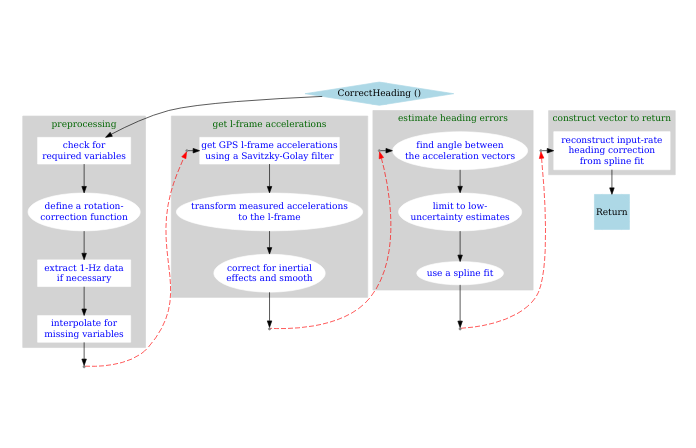 CorrectHeading ()
preprocessing
check for
required variables
define a rotation-
correction function
extract 1-Hz data
if necessary
interpolate for
missing variables
get l-frame accelerations
get GPS l-frame accelerations
using a Savitzky-Golay filter
transform measured accelerations
to the l-frame
correct for inertial
effects and smooth
estimate heading errors
find angle between
the acceleration vectors
limit to low-
uncertainty estimates
use a spline fit
construct vector to return
reconstruct input-rate
heading correction
from spline fit
Return